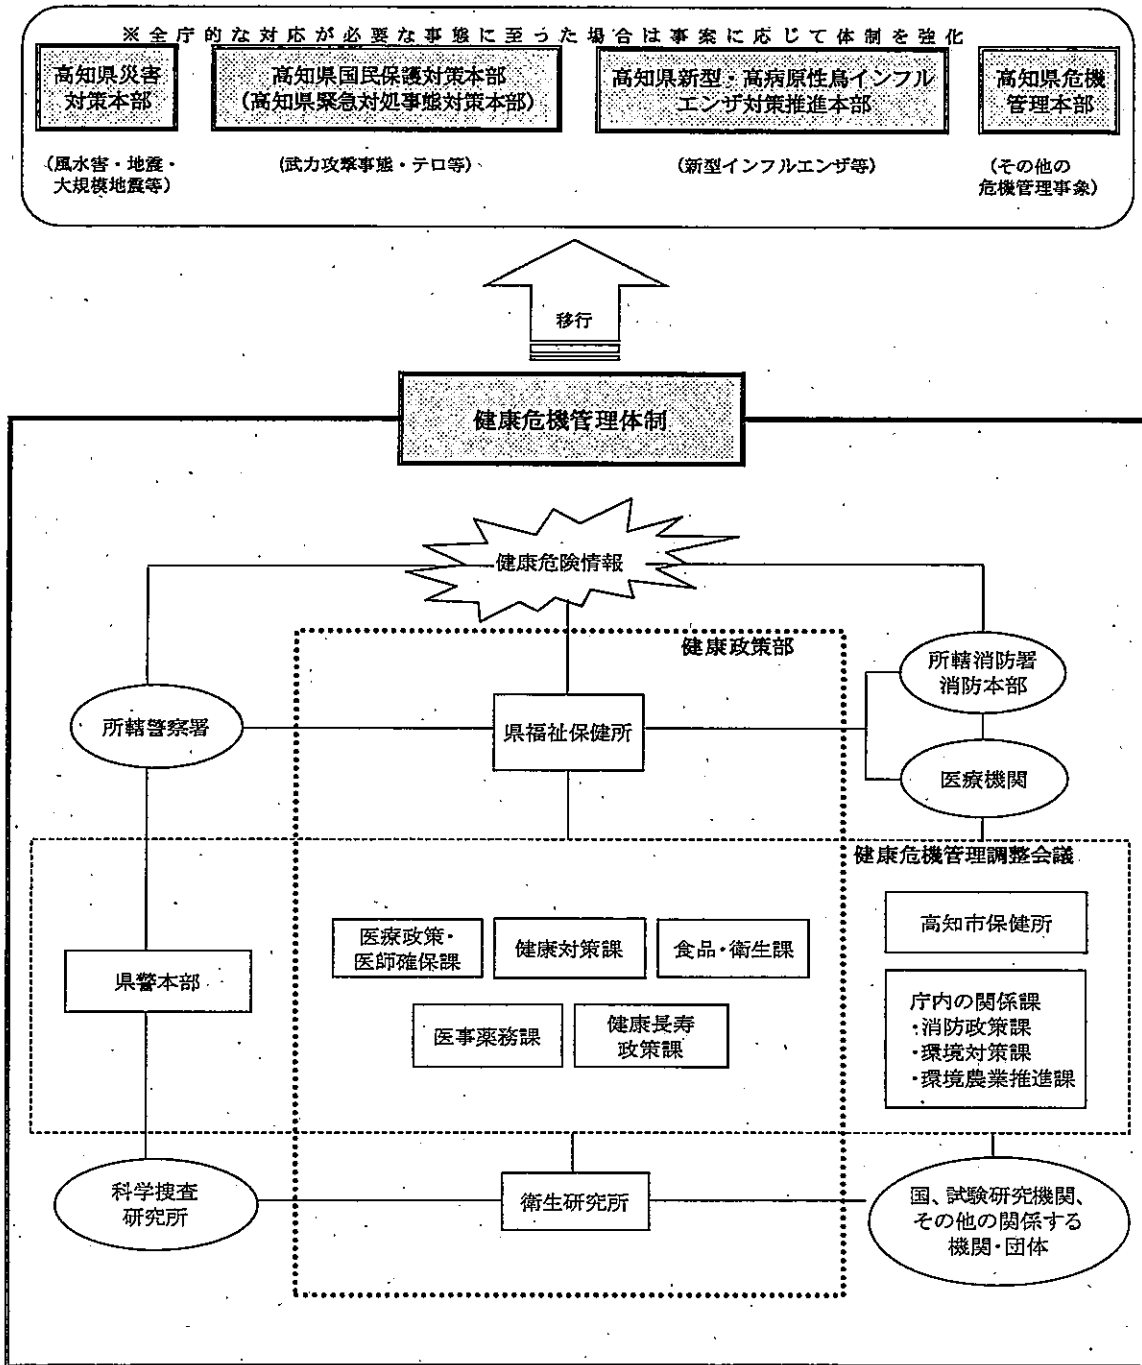 ※全庁的な対応が必要な事態に至った場合は事案に応じて体制を強化
高知県災害
対策本部
高知県国民保護対策本部
(高知県緊急対処事態対策本部)
高知県新型・高病原性鳥インフル
エンザ対策推進本部
高知県危機
管理本部
(風水害・地震・
大規模地震等)
(武力攻撃事態・テロ等)
(新型インフルエンザ等)
(その他の
危機管理事象)
移行
健康危機管理体制
健康危険情報
健康政策部
所轄消防署
消防本部
所轄警察署
県福祉保健所
医療機関
健康危機管理調整会議
医療政策・
医師確保課
健康対策課
食品・衛生課
高知市保健所
県警本部
医事薬務課
健康長寿
政策課
庁内の関係課
・消防政策課
・環境対策課
・環境農業推進課
科学捜査
研究所
衛生研究所
国、試験研究機関、
その他の関係する
機関・団体